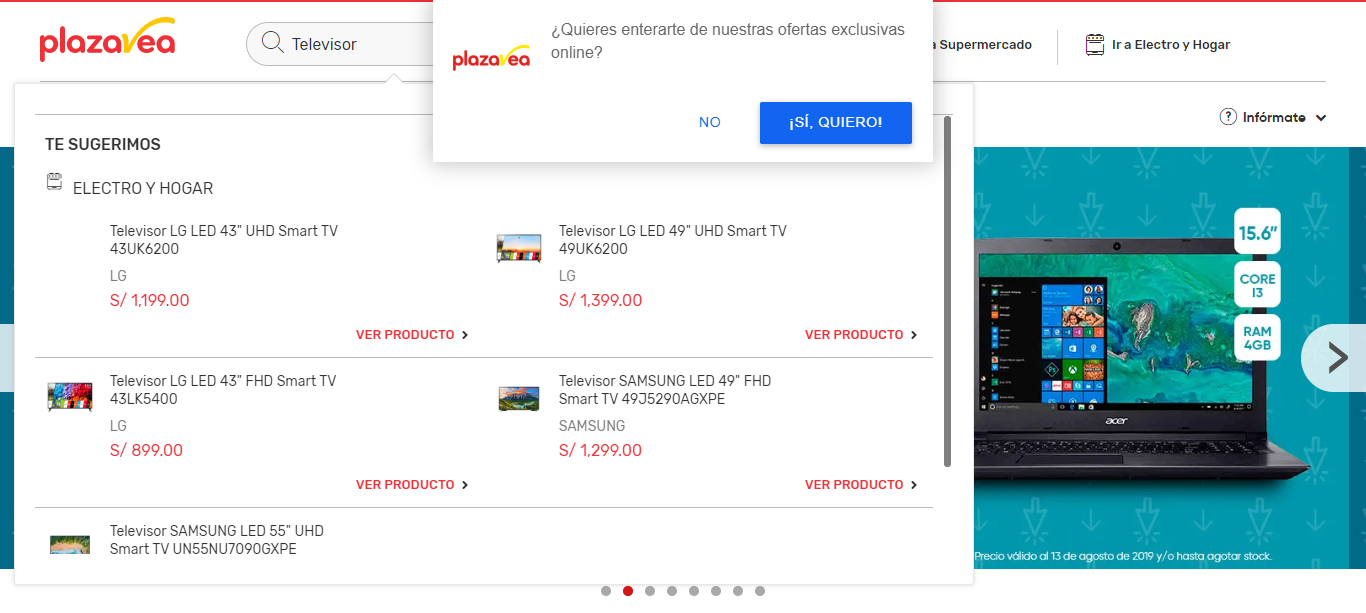 plazavea
Televisor
plazavea
¿Quieres enterarte de nuestras ofertas exclusivas
online?
NO
¡SÍ, QUIERO!
a Supermercado
Ir a Electro y Hogar
Infórmate
TE SUGERIMOS
ELECTRO Y HOGAR
Televisor LG LED 43" UHD Smart TV
43UK6200
LG
S/ 1,199.00
VER PRODUCTO
Televisor LG LED 49" UHD Smart TV
49UK6200
LG
S/ 1,399.00
VER PRODUCTO
Televisor LG LED 43" FHD Smart TV
43LK5400
LG
S/ 899.00
VER PRODUCTO
Televisor SAMSUNG LED 49" FHD
Smart TV 49J5290AGXPE
SAMSUNG
S/ 1,299.00
VER PRODUCTO
Televisor SAMSUNG LED 55" UHD
Smart TV UN55NU7090GXPE
15.6”
CORE
I3
RAM
4GB
acer
Precio válido al 13 de agosto de 2019 y/o hasta agotar stock.